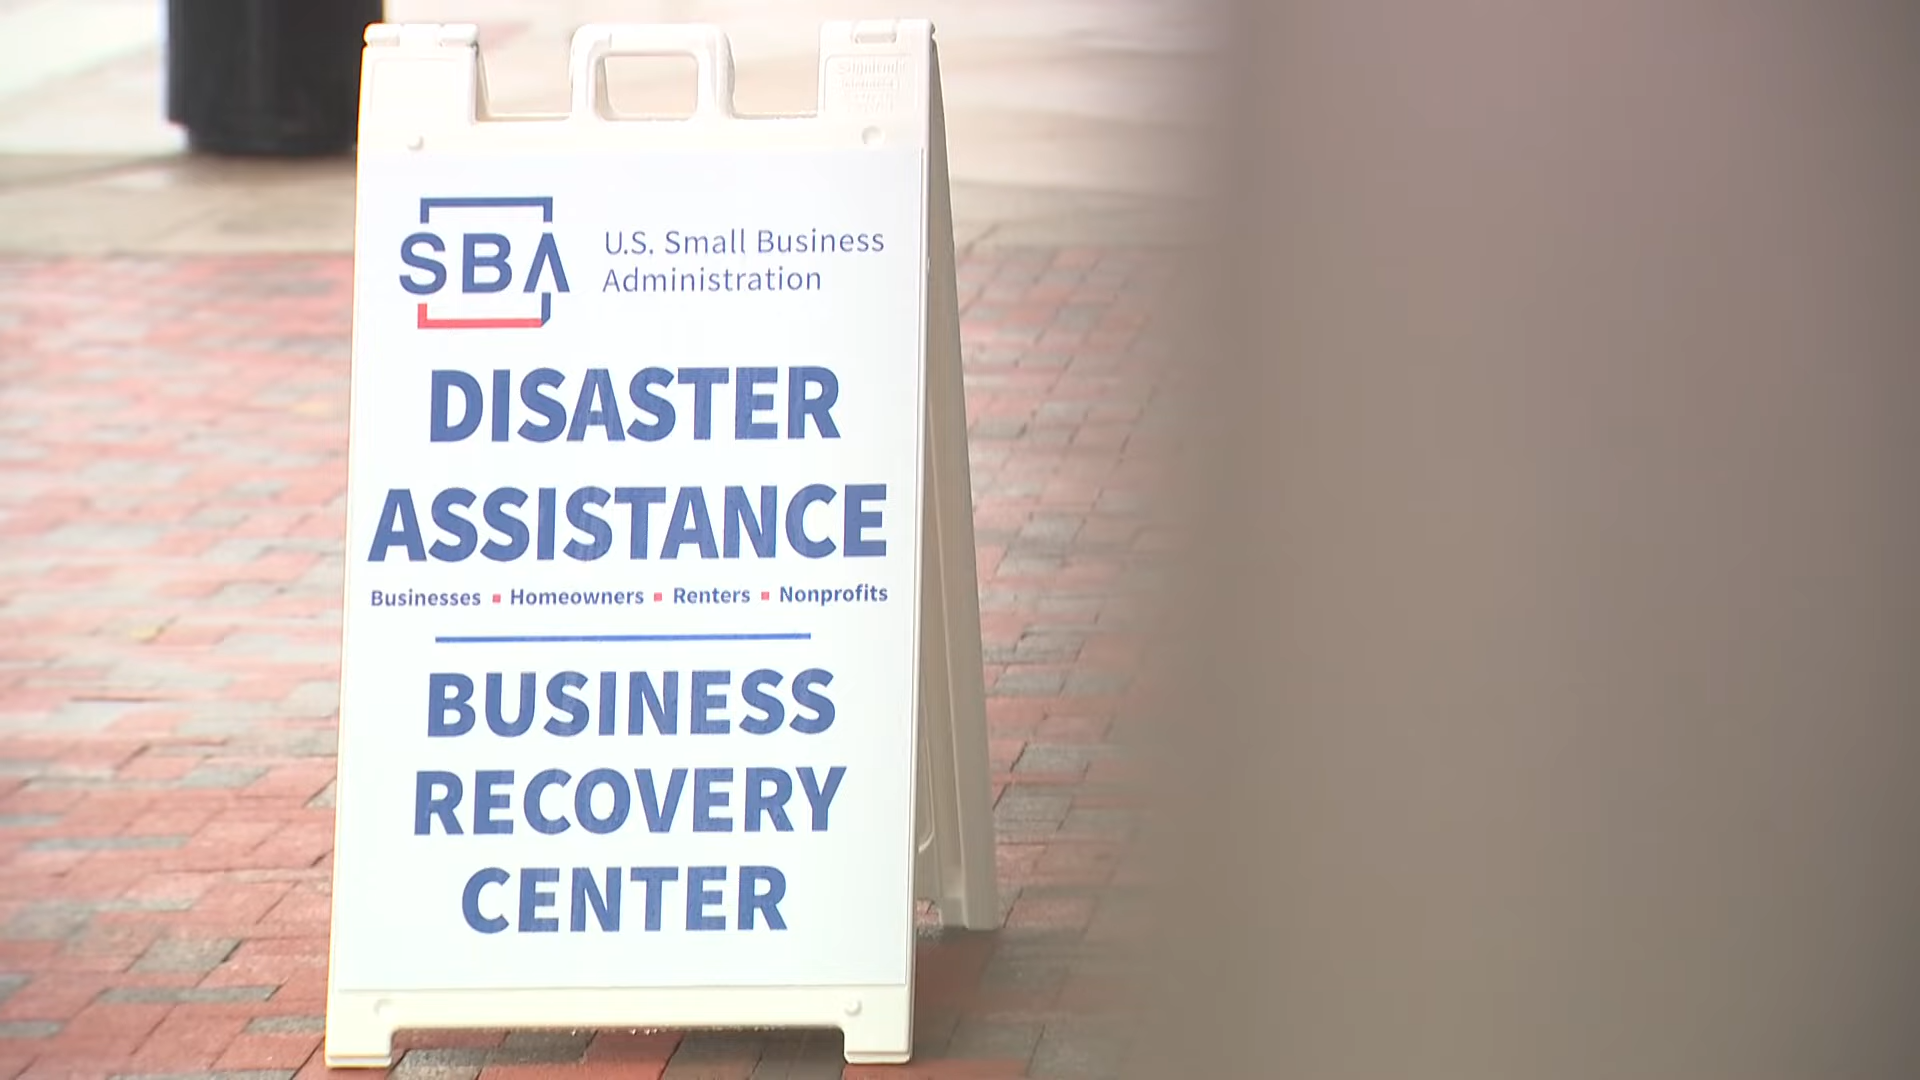 SBA
U.S. Small Business
Administration
DISASTER
ASSISTANCE
Businesses ▪ Homeowners ▪ Renters ▪ Nonprofits
BUSINESS
RECOVERY
CENTER